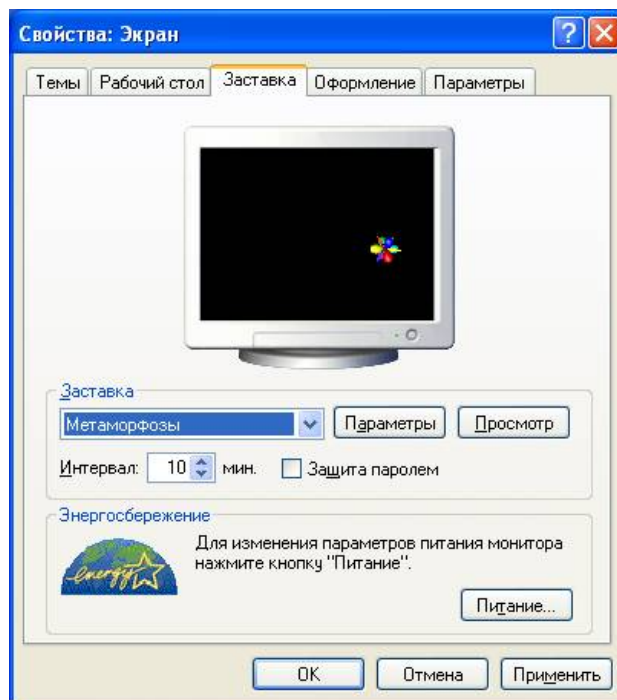 Свойства: Экран
Темы Рабочий стол Заставка Оформление Параметры
Заставка
Метаморфозы Параметры Просмотр
Интервал: 10 мин. Защита паролем
Энергосбережение
energy
Для изменения параметров питания монитора
нажмите кнопку "Питание".
Питание...
OK Отмена Применить